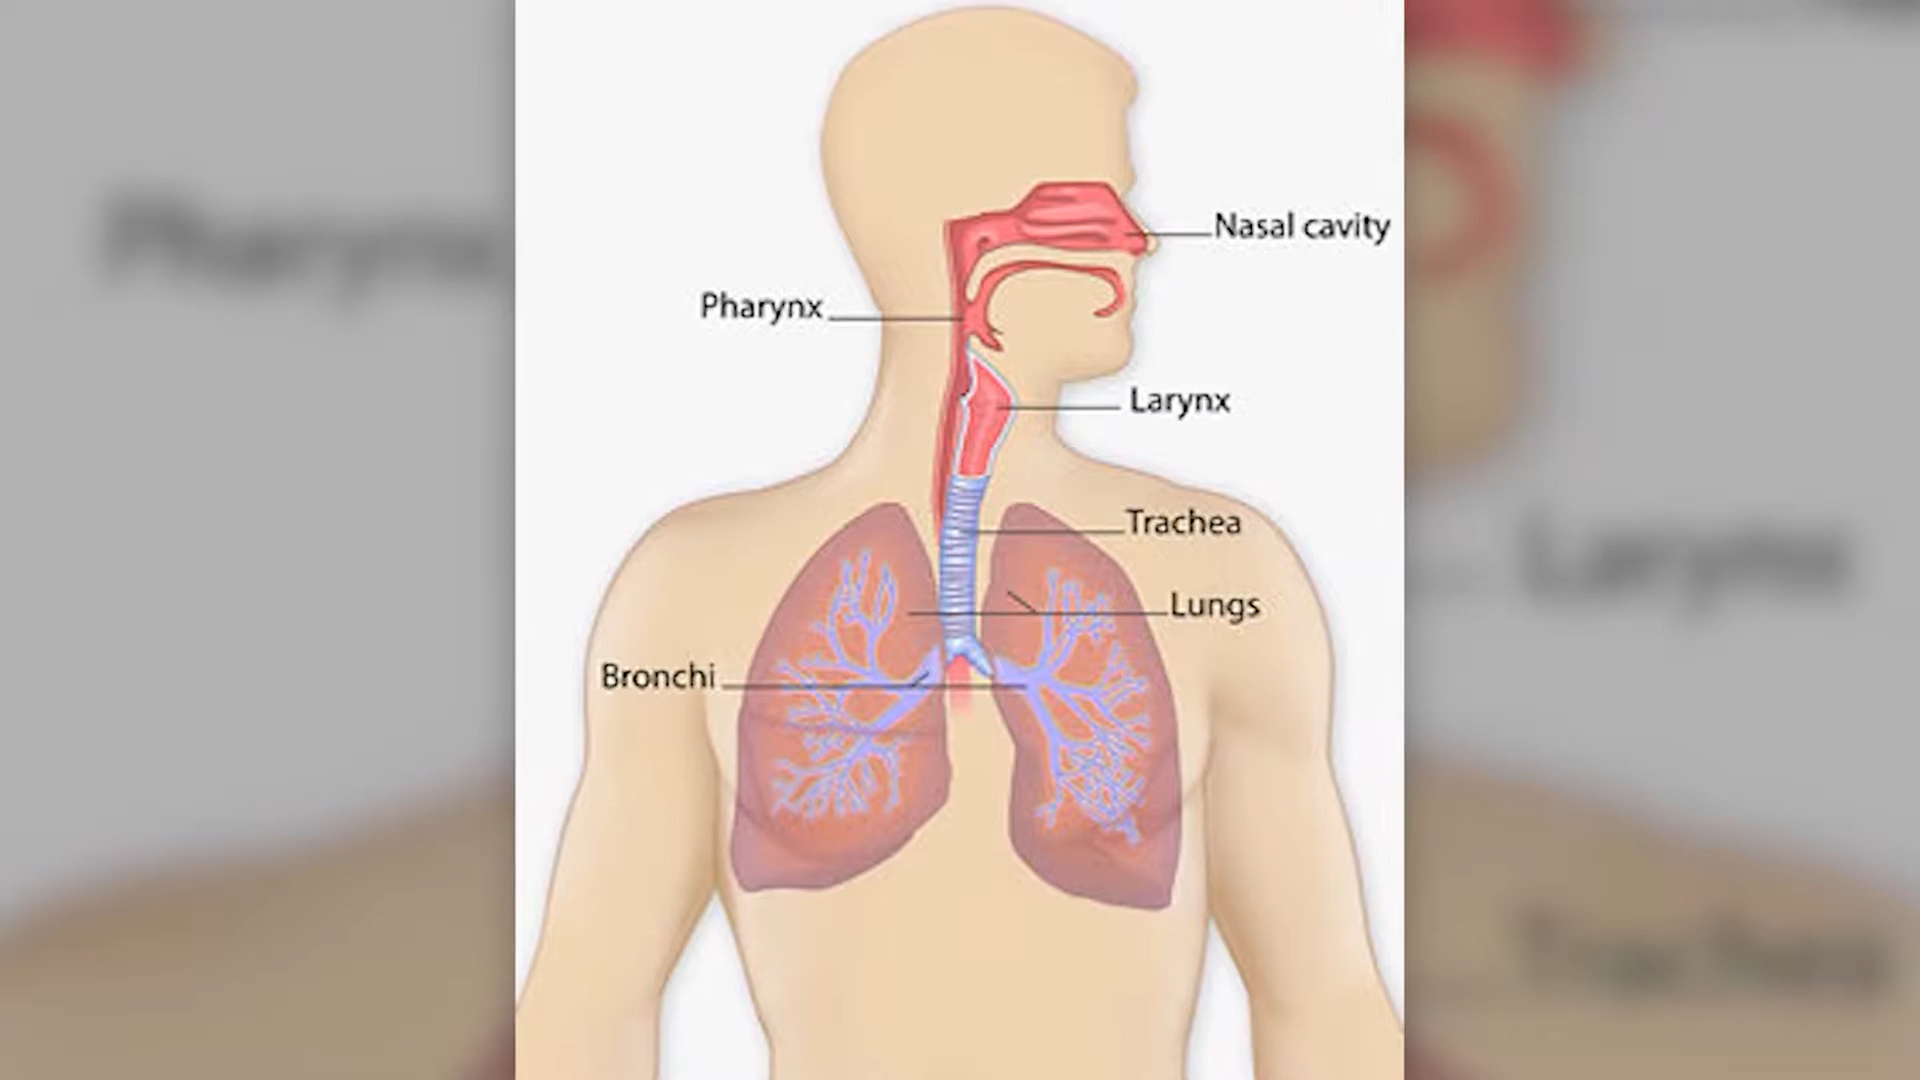 Nasal cavity
Pharynx
Larynx
Trachea
Lungs
Bronchi